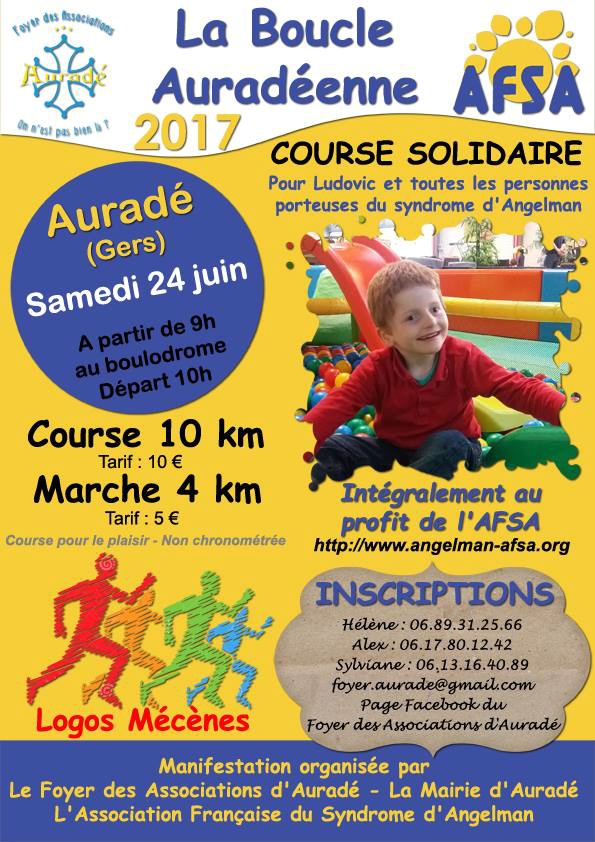 Foyer des Associations
Auradé
On n'est pas bien là ?
La Boucle
Auradéenne
2017
AFSA
COURSE SOLIDAIRE
Pour Ludovic et toutes les personnes
porteuses du syndrome d'Angelman
Auradé
(Gers)
Samedi 24 juin
A partir de 9h
au boulodrome
Départ 10h
Course 10 km
Tarif : 10 €
Marche 4 km
Tarif : 5 €
Course pour le plaisir - Non chronométrée
Intégralement au
profit de l'AFSA
http://www.angelman-afsa.org
Logos Mécènes
INSCRIPTIONS
Hélène : 06.89.31.25.66
Alex : 06.17.80.12.42
Sylviane : 06.13.16.40.89
foyer.aurade@gmail.com
Page Facebook du
Foyer des Associations d'Auradé
Manifestation organisée par
Le Foyer des Associations d'Auradé - La Mairie d'Auradé
L'Association Française du Syndrome d'Angelman